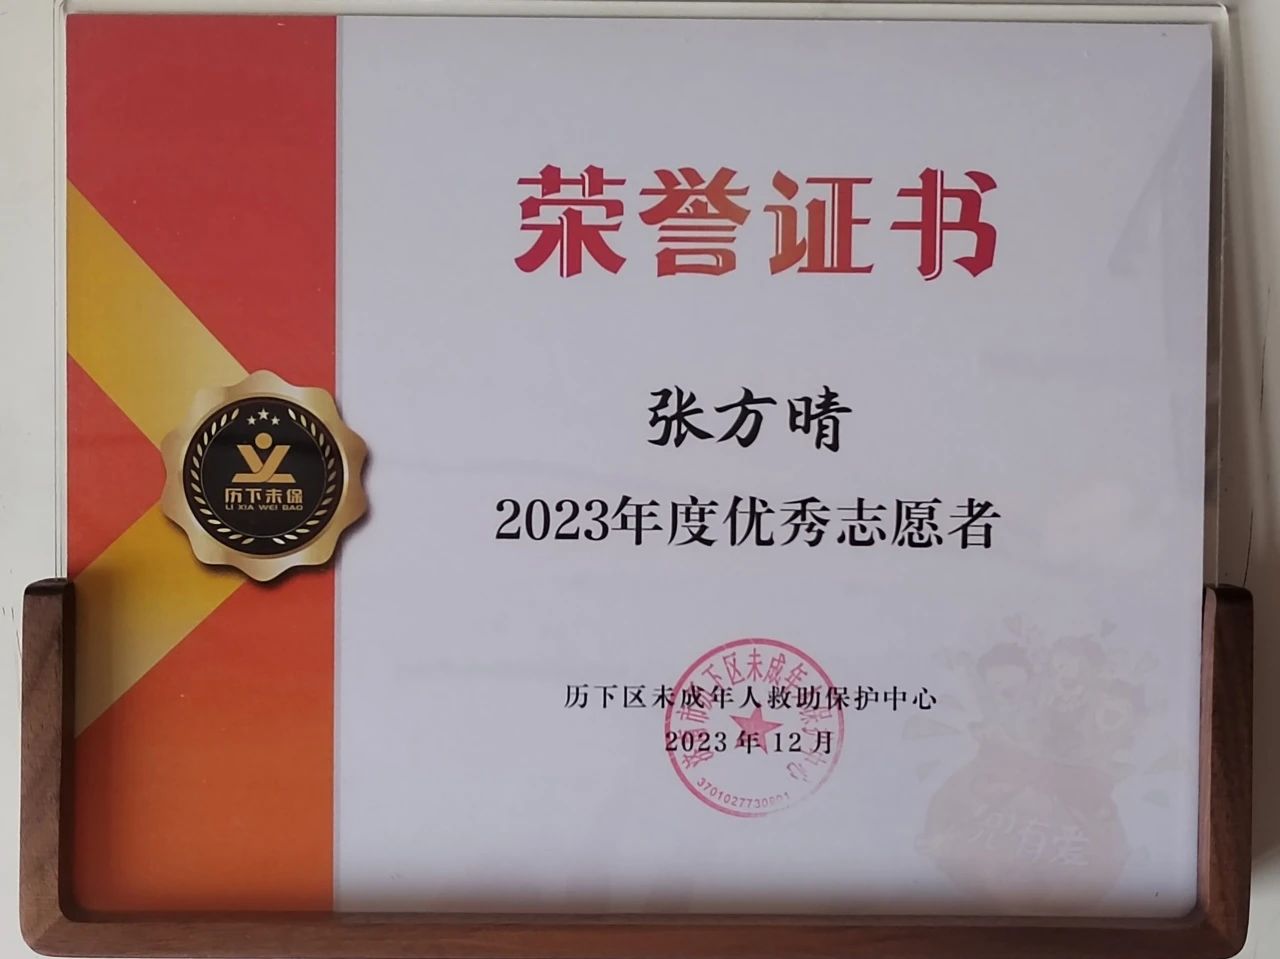 荣誉证书
张方晴
2023年度优秀志愿者
历下未保
LI XIA WEI BAO
历下区未成年人救助保护中心
2023年12月
有爱